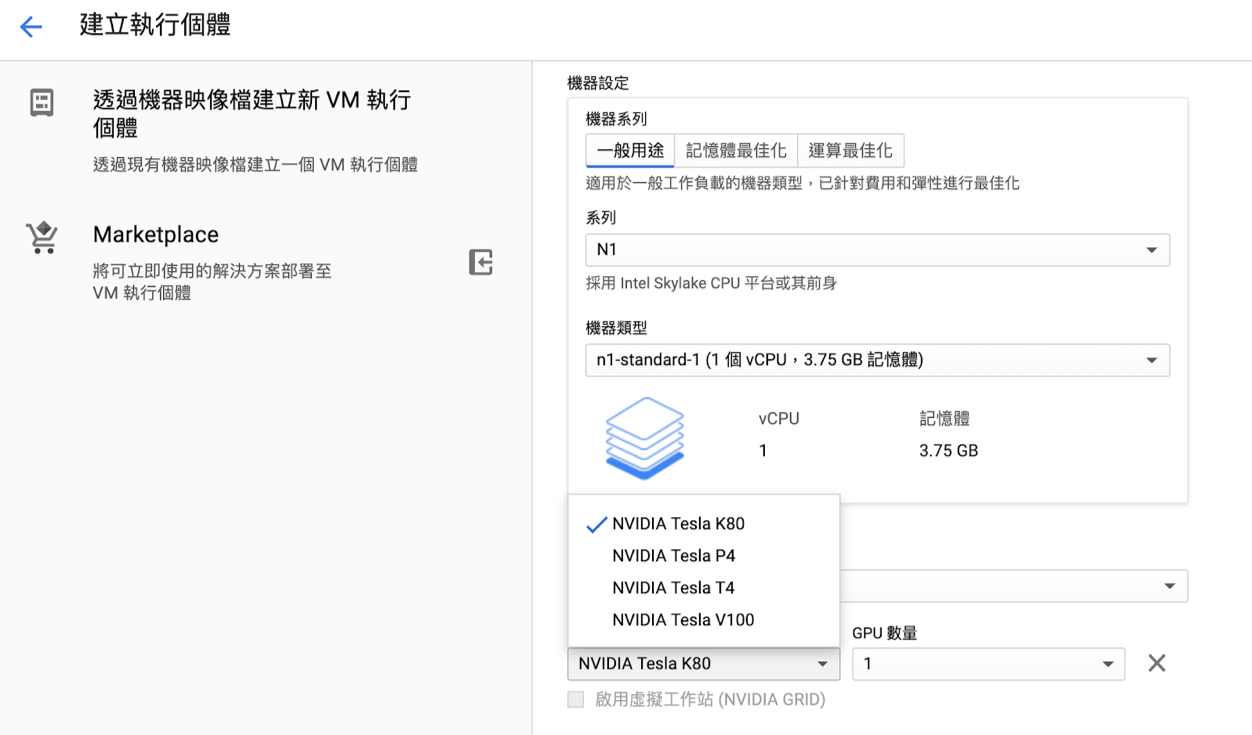 建立執行個體
透過機器映像檔建立新 VM 執行
個體
透過現有機器映像檔建立一個 VM 執行個體
Marketplace
將可立即使用的解決方案部署至
VM 執行個體
機器設定
機器系列
一般用途 記憶體最佳化 運算最佳化
適用於一般工作負載的機器類型，已針對費用和彈性進行最佳化
系列
N1
採用 Intel Skylake CPU 平台或其前身
機器類型
n1-standard-1 (1 個 vCPU，3.75 GB 記憶體)
vCPU 記憶體
1 3.75 GB
NVIDIA Tesla K80
NVIDIA Tesla P4
NVIDIA Tesla T4
NVIDIA Tesla V100
GPU 數量
NVIDIA Tesla K80 1
啟用虛擬工作站 (NVIDIA GRID)